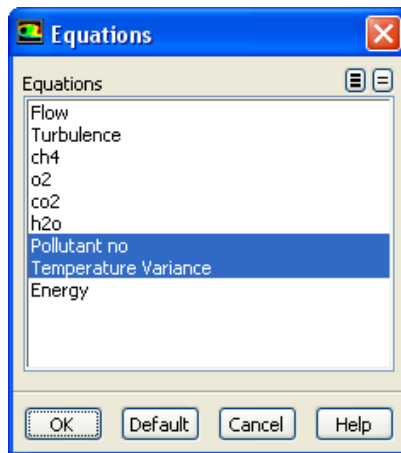 Equations
Equations
Flow
Turbulence
ch4
o2
co2
h2o
Pollutant no
Temperature Variance
Energy
OK Default Cancel Help